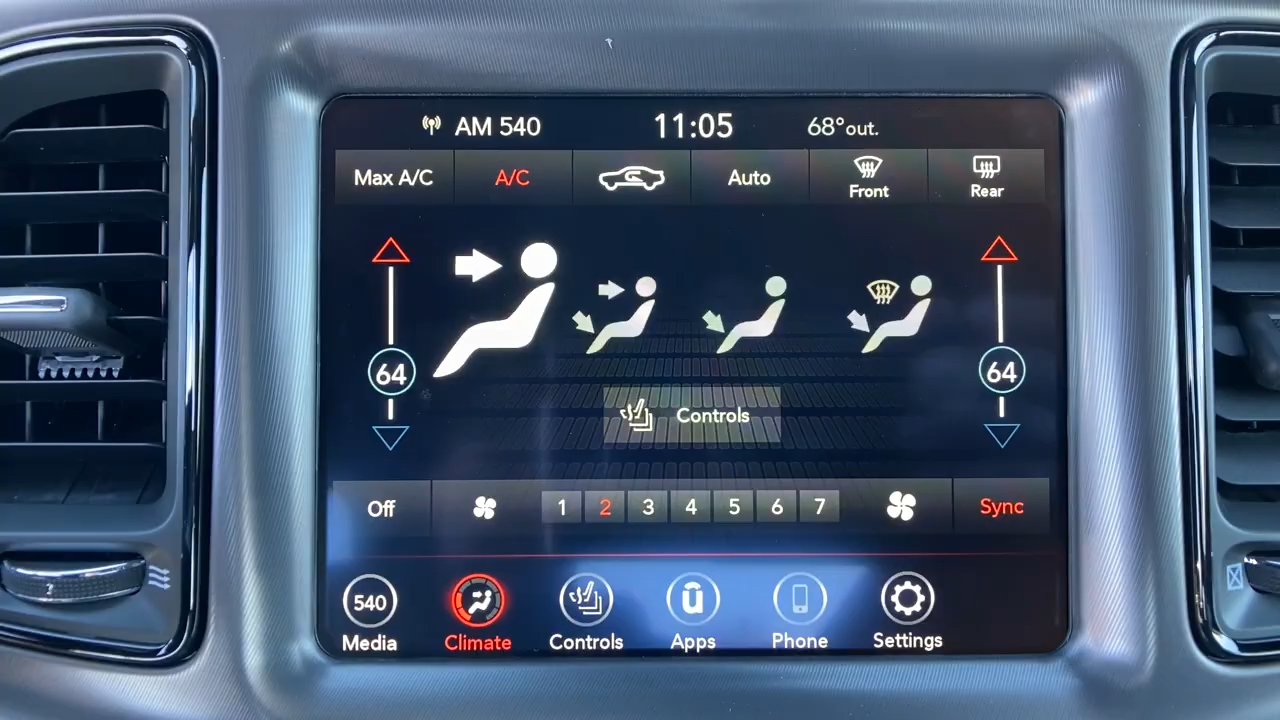 AM 540 11:05 68° out.
Max A/C A/C Auto Front Rear
64 64
Controls
Off 1 2 3 4 5 6 7 Sync
540
Media Climate Controls Apps Phone Settings